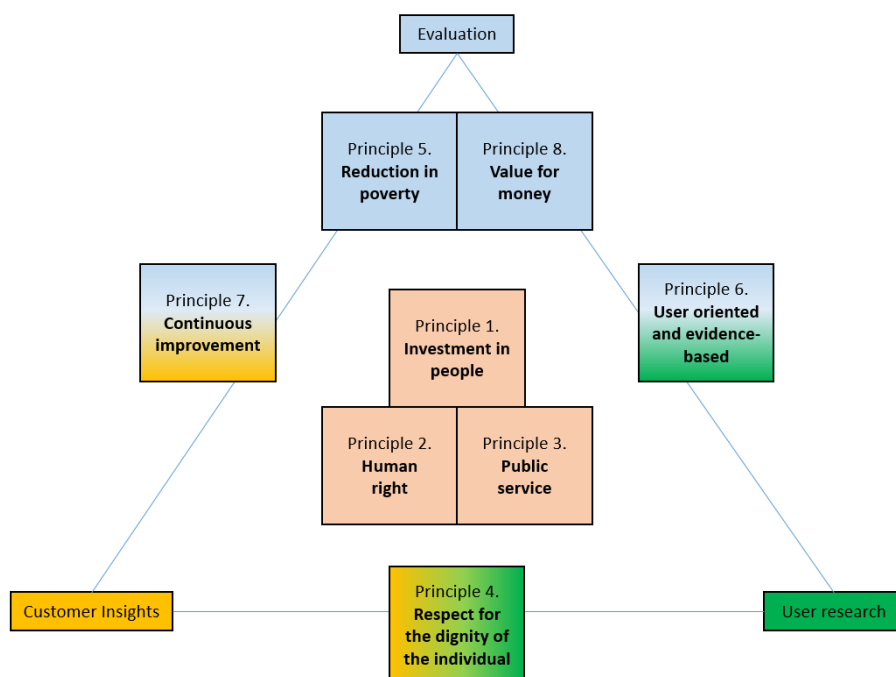 Evaluation
Principle 5.
Reduction in
poverty
Principle 8.
Value for
money
Principle 7.
Continuous
improvement
Principle 6.
User oriented
and evidence-
based
Principle 1.
Investment in
people
Principle 2.
Human
right
Principle 3.
Public
service
Customer Insights
Principle 4.
Respect for
the dignity of
the individual
User research